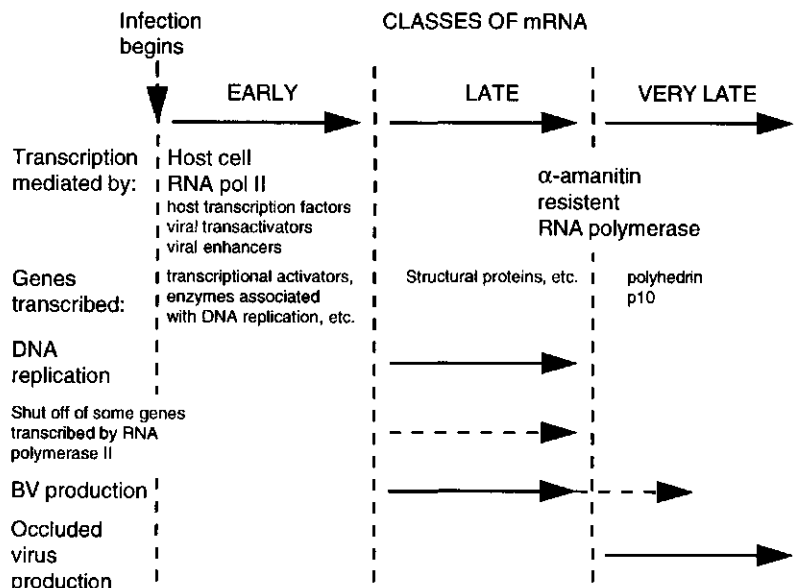 Infection
begins
CLASSES OF mRNA
EARLY
LATE
VERY LATE
Transcription
mediated by:
Host cell
RNA pol II
host transcription factors
viral transactivators
viral enhancers
α-amanitin
resistent
RNA polymerase
Genes
transcribed:
transcriptional activators,
enzymes associated
with DNA replication, etc.
Structural proteins, etc.
polyhedrin
p10
DNA
replication
Shut off of some genes
transcribed by RNA
polymerase II
BV production
Occluded
virus
production